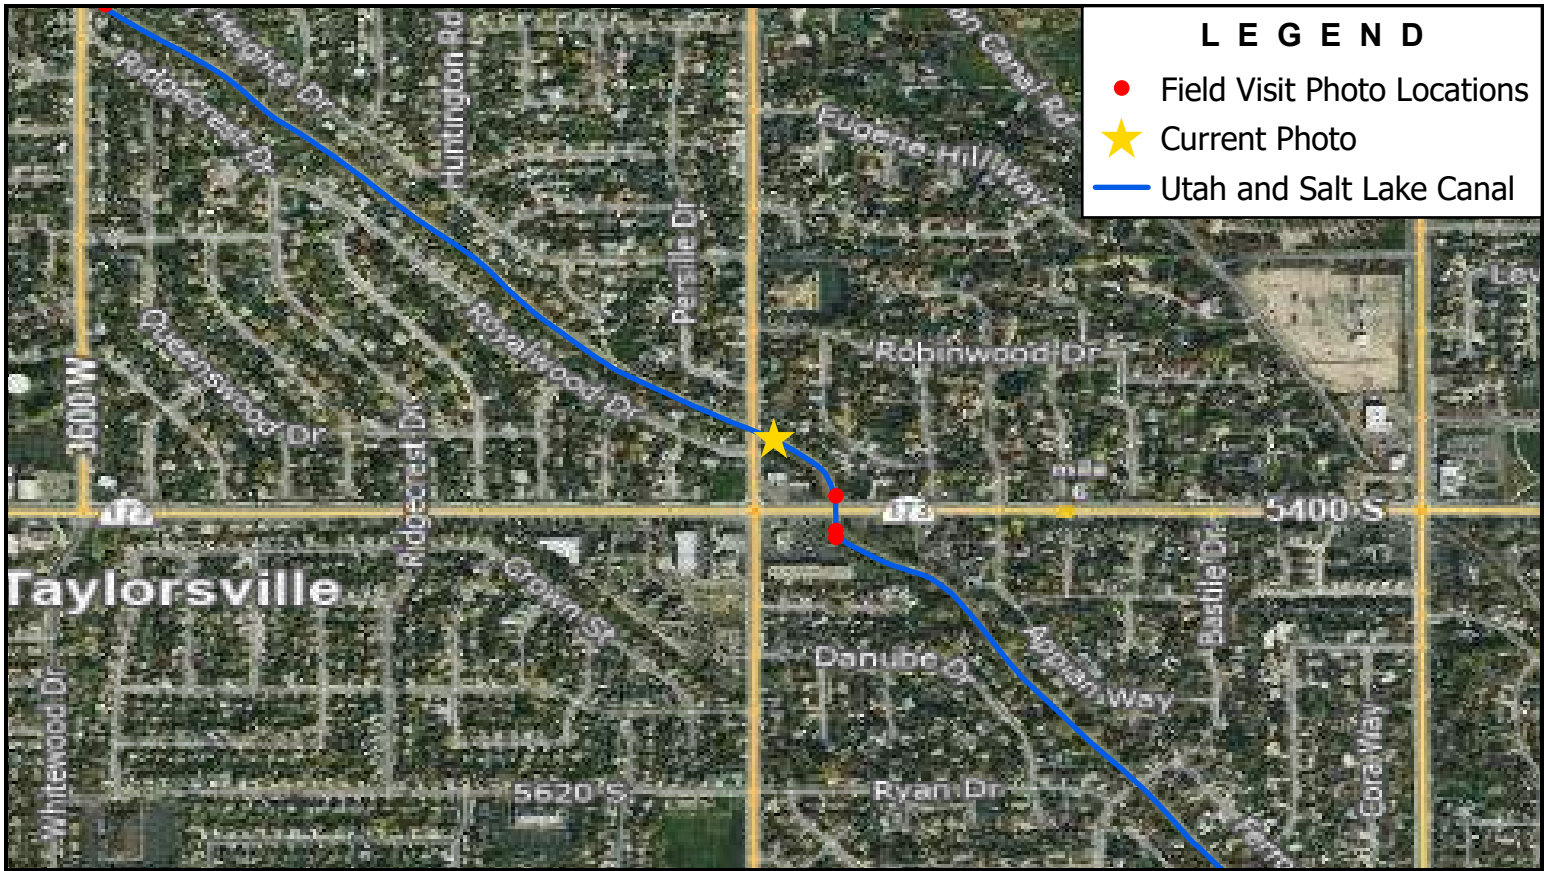 L E G E N D
Field Visit Photo Locations
Current Photo
Utah and Salt Lake Canal
Heights Dr
Huntington Rd
Canal Rd
Ridgecrest Dr
Eugene Hill Way
Persille Dr
Queenswood Dr
Royalwood Dr
Robinwood Dr
3600 W
Ridgecrest Dr
5400 S
Taylorsville
Crown St
Bastille Dr
Danube Dr
Appian Way
Whitewood Dr
5620 S
Ryan Dr
Cora Way